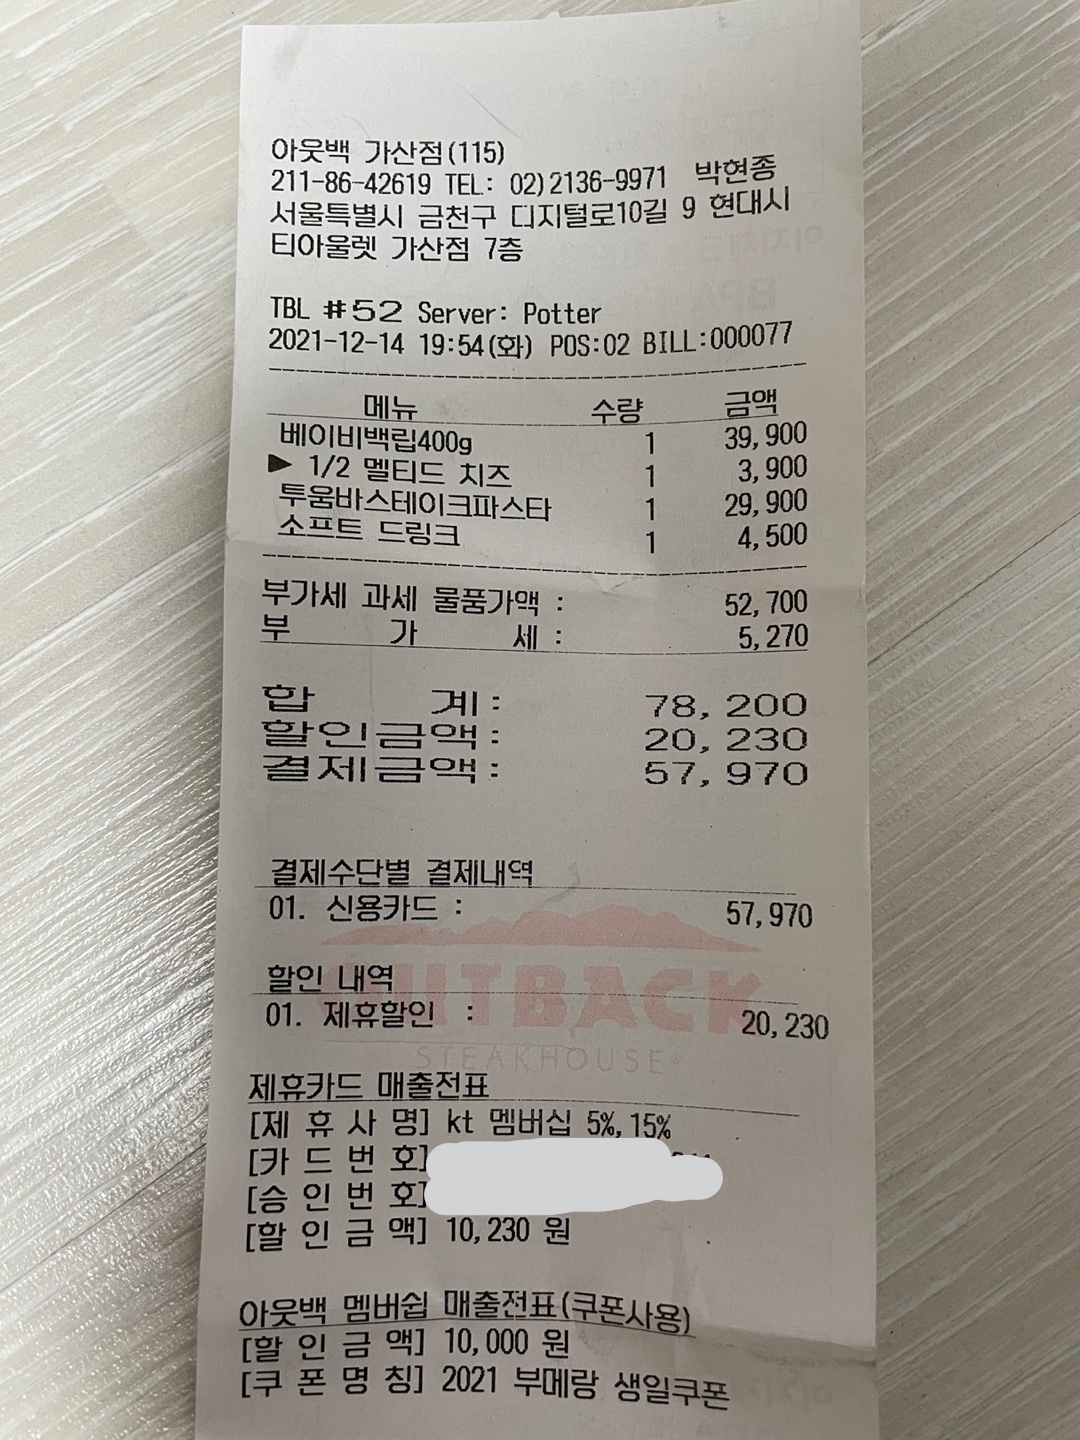 아웃백 가산점(115)
211-86-42619 TEL: 02)2136-9971 박현종
서울특별시 금천구 디지털로10길 9 현대시
티아울렛 가산점 7층
TBL #52 Server: Potter
2021-12-14 19:54(화) POS:02 BILL:000077
메뉴 수량 금액
베이비백립400g 1 39,900
▶ 1/2 멜티드 치즈 1 3,900
투움바스테이크파스타 1 29,900
소프트 드링크 1 4,500
부가세 과세 물품가액 : 52,700
부 가 세 : 5,270
합 계 : 78,200
할인금액 : 20,230
결제금액 : 57,970
결제수단별 결제내역
01. 신용카드 : 57,970
할인 내역
01. 제휴할인 : 20,230
OUTBACK
STEAKHOUSE®
제휴카드 매출전표
[제 휴 사 명] kt 멤버십 5%,15%
[카 드 번 호]
[승 인 번 호]
[할 인 금 액] 10,230 원
아웃백 멤버쉽 매출전표(쿠폰사용)
[할 인 금 액] 10,000 원
[쿠 폰 명 칭] 2021 부메랑 생일쿠폰